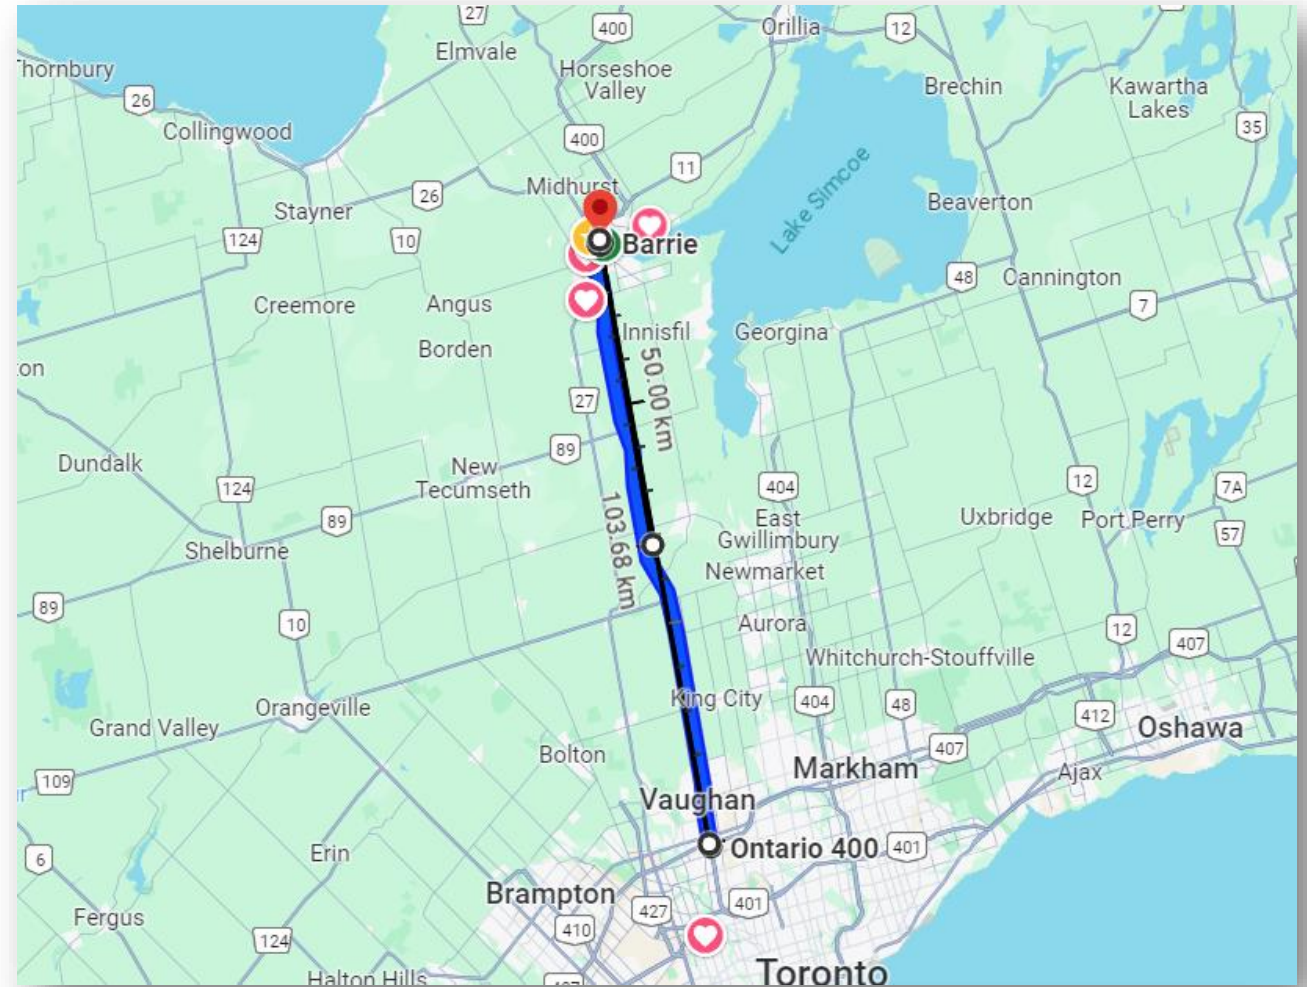 27
400
Orillia
12
Elmvale
Thornbury
Horseshoe
Valley
Brechin
Kawartha
Lakes
26
Collingwood
400
35
11
Midhurst
26
Stayner
Beaverton
Lake Simcoe
124
10
Barrie
48
Cannington
Creemore
Angus
7
Innisfil
Georgina
Borden
on
50.00 km
27
89
Dundalk
New
Tecumseth
124
404
12
7A
89
East
Gwillimbury
Uxbridge
Port Perry
57
Shelburne
103.68 km
Newmarket
89
10
Aurora
12
407
Whitchurch-Stouffville
King City
404
48
Orangeville
412
Grand Valley
Oshawa
407
Bolton
Markham
Ajax
109
Vaughan
Ontario 400
401
6
Erin
Brampton
427
401
Fergus
410
124
Toronto
Halton Hills
407